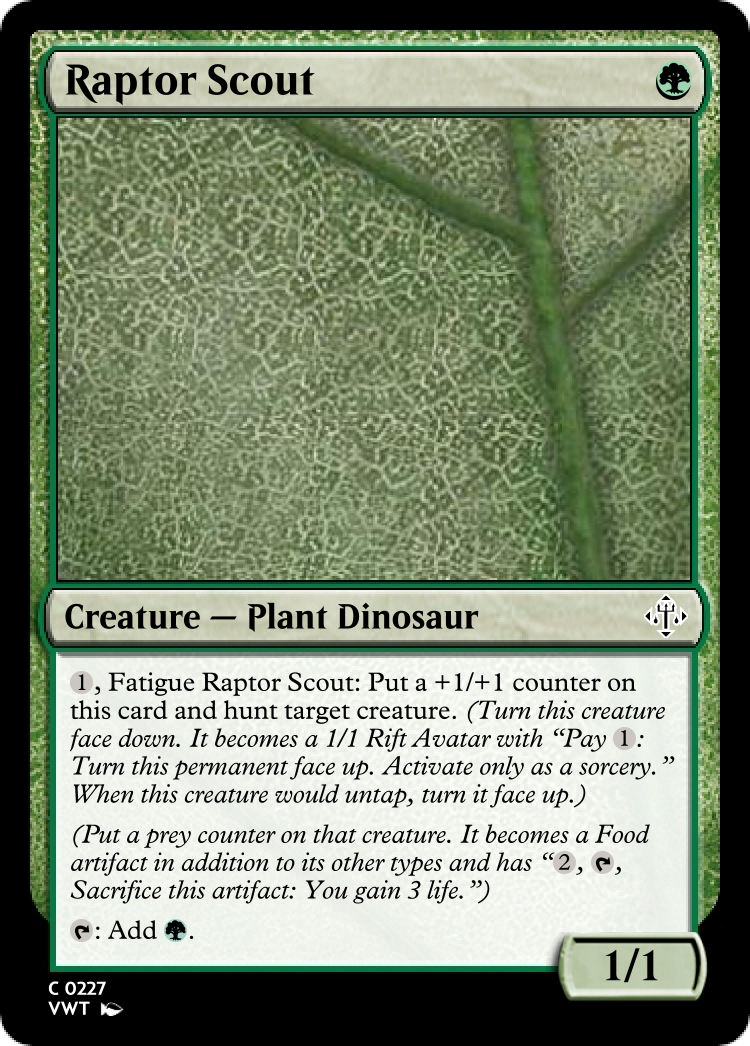 Raptor Scout
Creature — Plant Dinosaur
1, Fatigue Raptor Scout: Put a +1/+1 counter on
this card and hunt target creature. (Turn this creature
face down. It becomes a 1/1 Rift Avatar with “Pay 1:
Turn this permanent face up. Activate only as a sorcery.”
When this creature would untap, turn it face up.)
(Put a prey counter on that creature. It becomes a Food
artifact in addition to its other types and has “2, ,
Sacrifice this artifact: You gain 3 life.”)
: Add .
1/1
C 0227
VWT